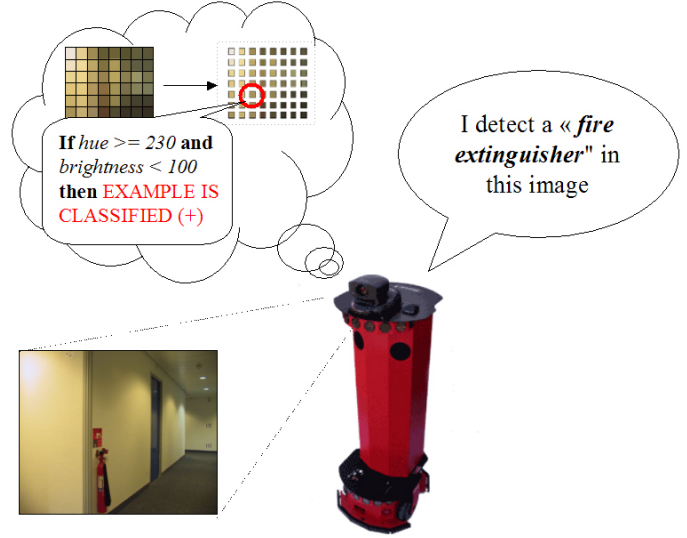 If hue >= 230 and
brightness < 100
then EXAMPLE IS
CLASSIFIED (+)
I detect a « fire
extinguisher" in
this image